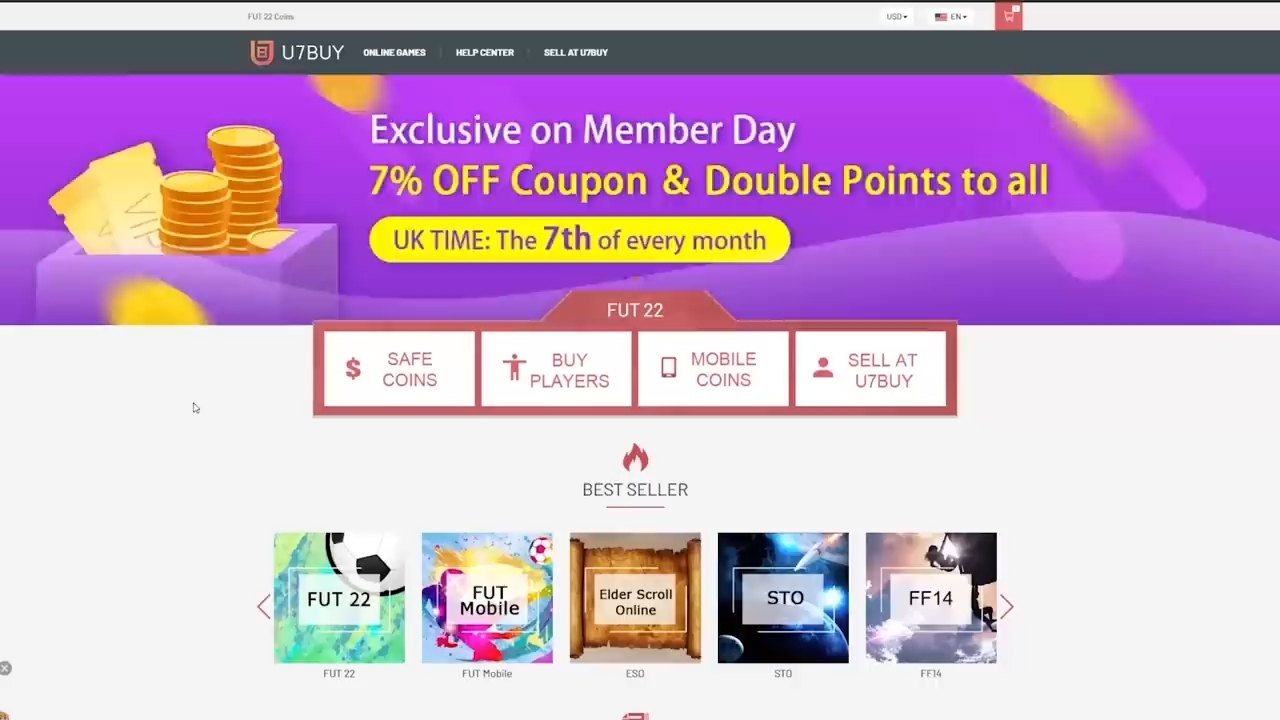 FUT 22 Coins
USD
EN
1
U7BUY
ONLINE GAMES
HELP CENTER
SELL AT U7BUY
Exclusive on Member Day
7% OFF Coupon & Double Points to all
UK TIME: The 7th of every month
VIP
FUT 22
SAFE
COINS
BUY
PLAYERS
MOBILE
COINS
SELL AT
U7BUY
BEST SELLER
FUT 22
FUT
Mobile
Elder Scroll
Online
STO
FF14
FUT 22
FUT Mobile
ESO
STO
FF14